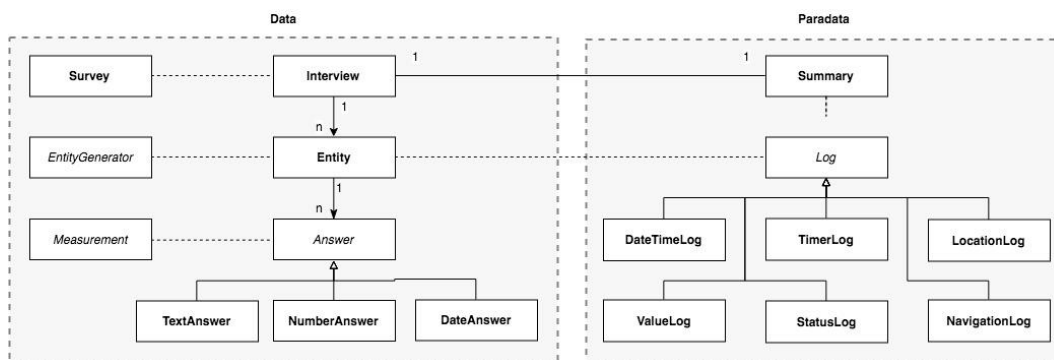 Data Paradata
Survey Interview 1 1 Summary
1
n
EntityGenerator Entity Log
1
n
Measurement Answer
DateTimeLog TimerLog LocationLog
TextAnswer NumberAnswer DateAnswer ValueLog StatusLog NavigationLog